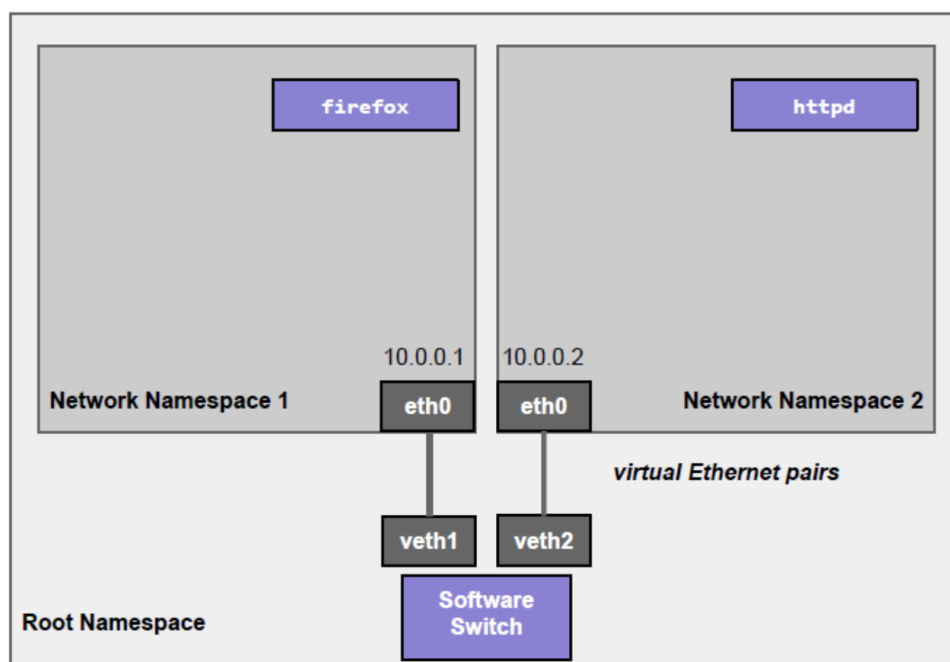 firefox
httpd
10.0.0.1
10.0.0.2
Network Namespace 1
eth0
eth0
Network Namespace 2
virtual Ethernet pairs
veth1
veth2
Software
Switch
Root Namespace